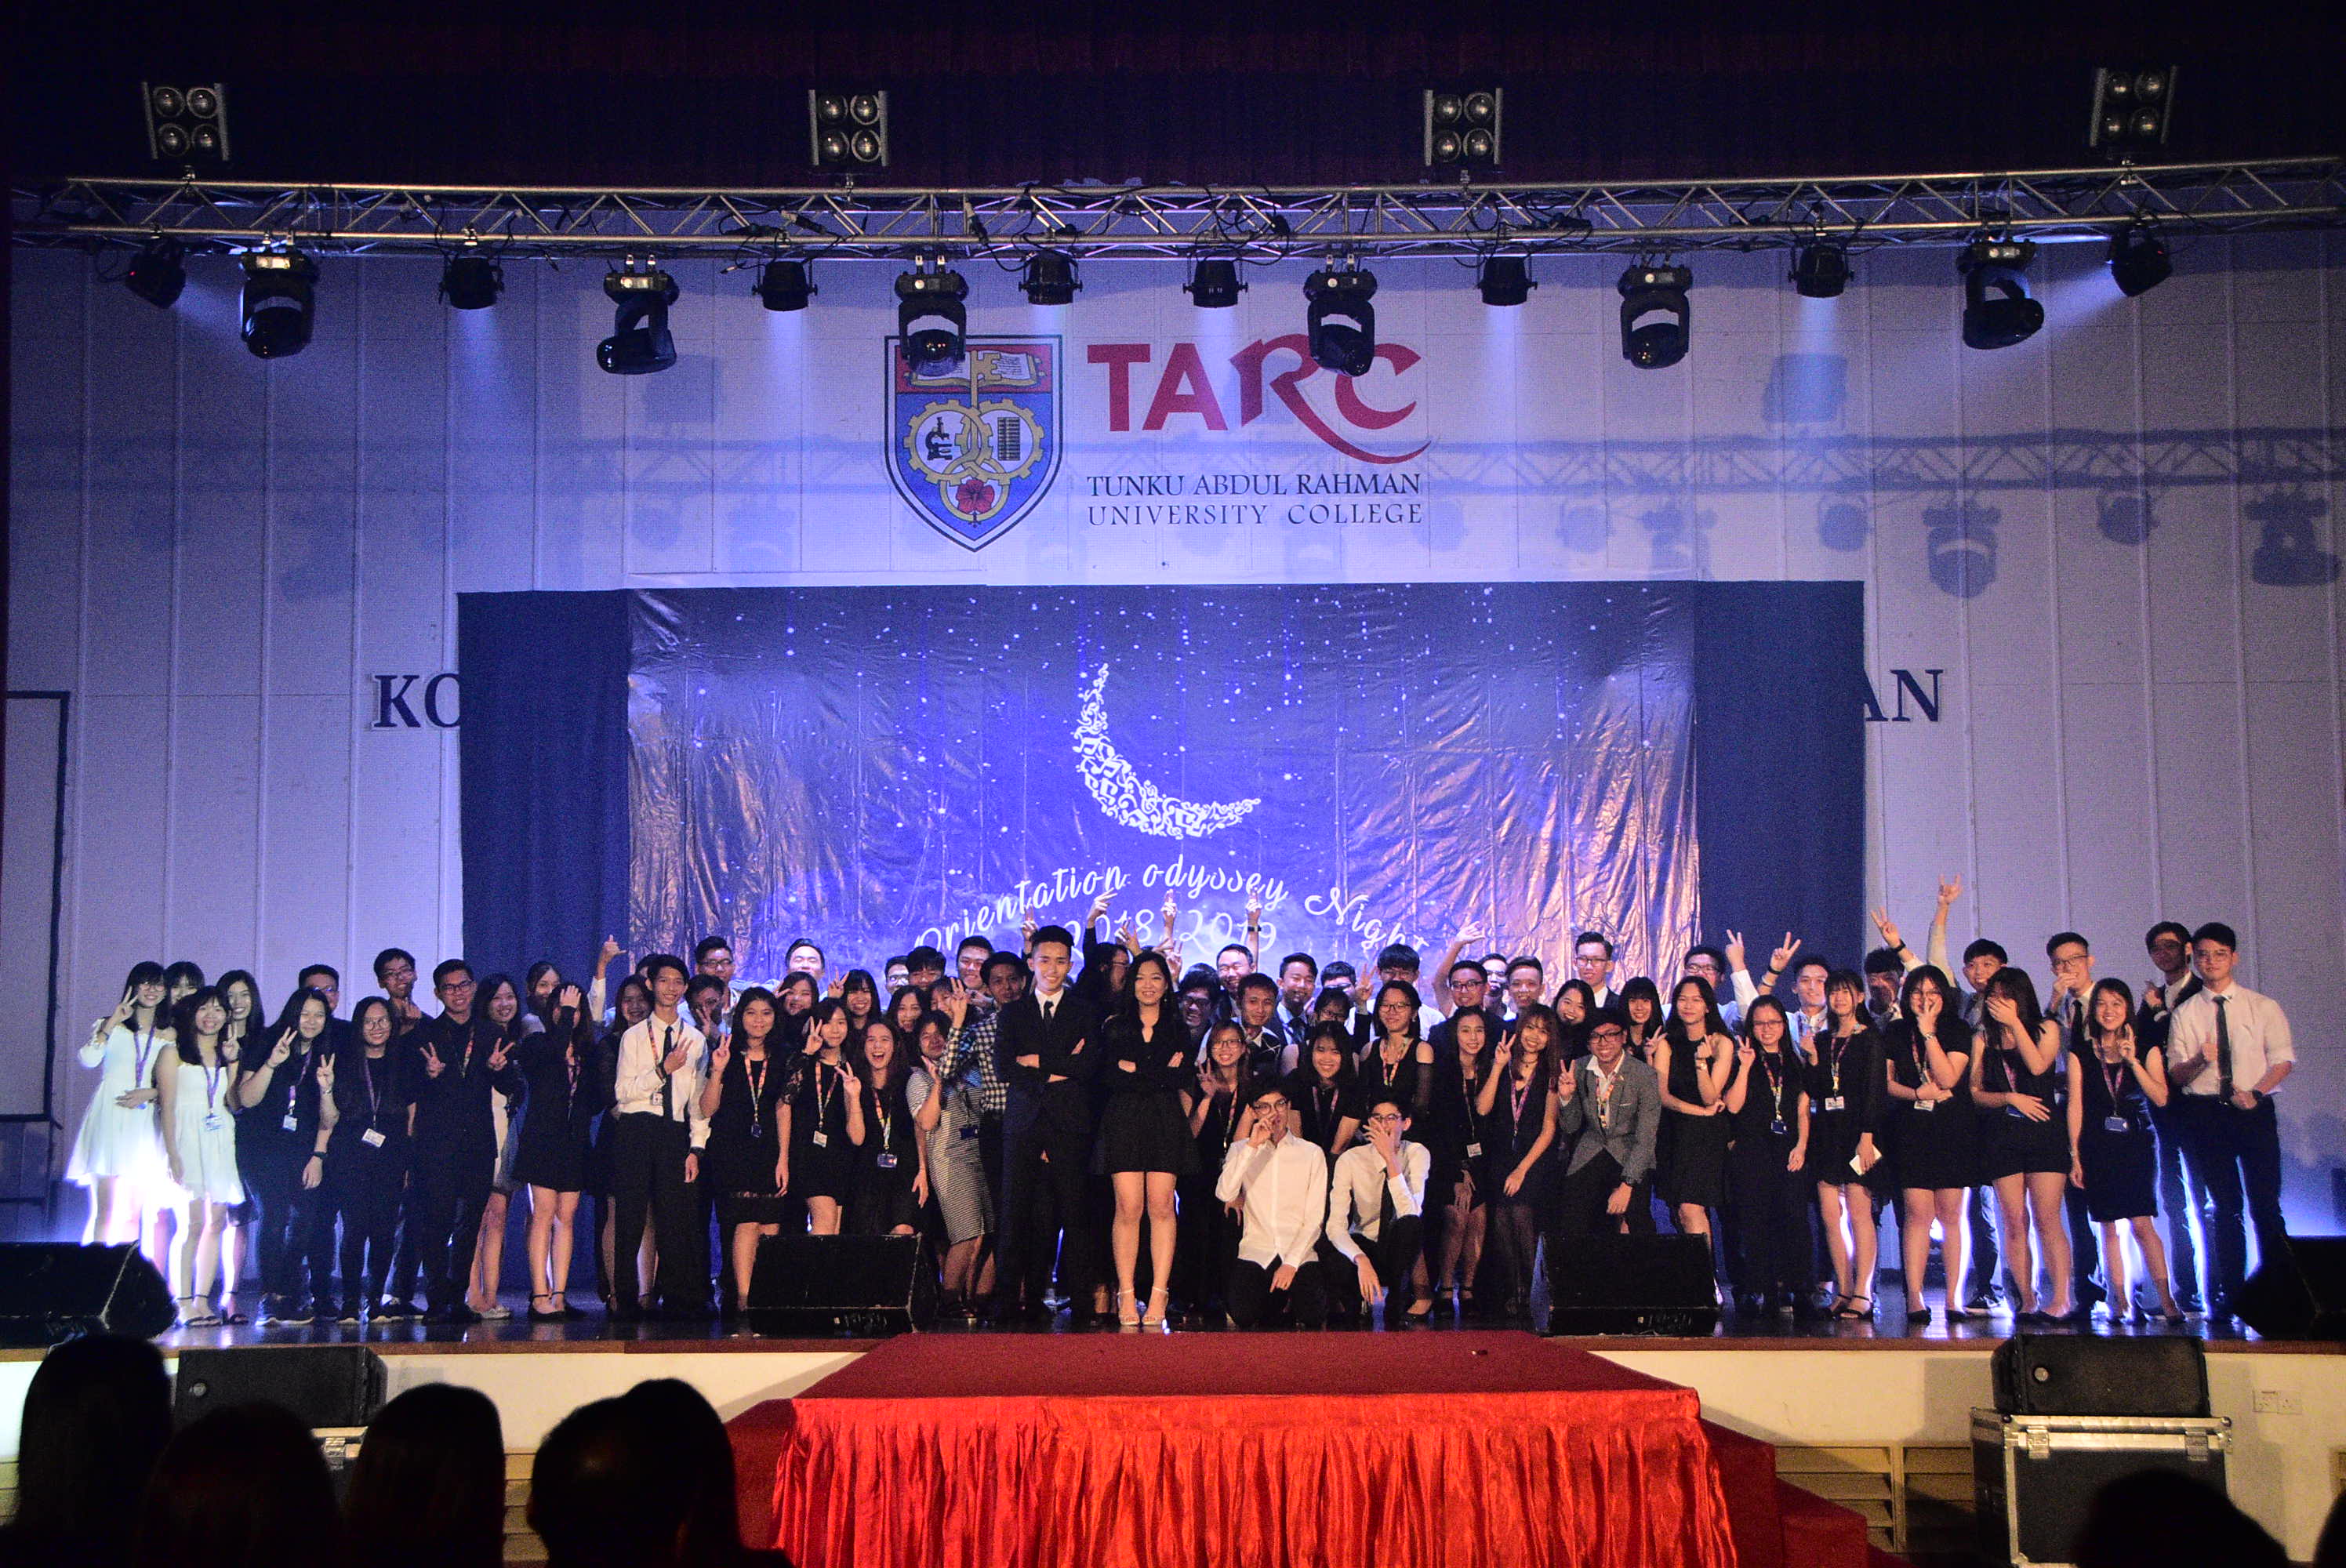 TARC
TUNKU ABDUL RAHMAN
UNIVERSITY COLLEGE
KO AN
Orientation odyssey Night
2018/2019